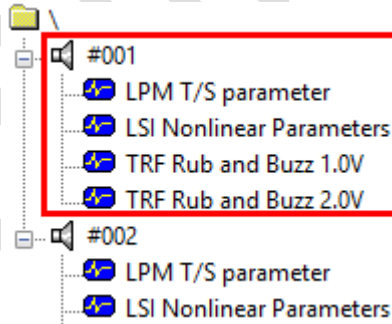 \
#001
LPM T/S parameter
LSI Nonlinear Parameters
TRF Rub and Buzz 1.0V
TRF Rub and Buzz 2.0V
#002
LPM T/S parameter
LSI Nonlinear Parameters